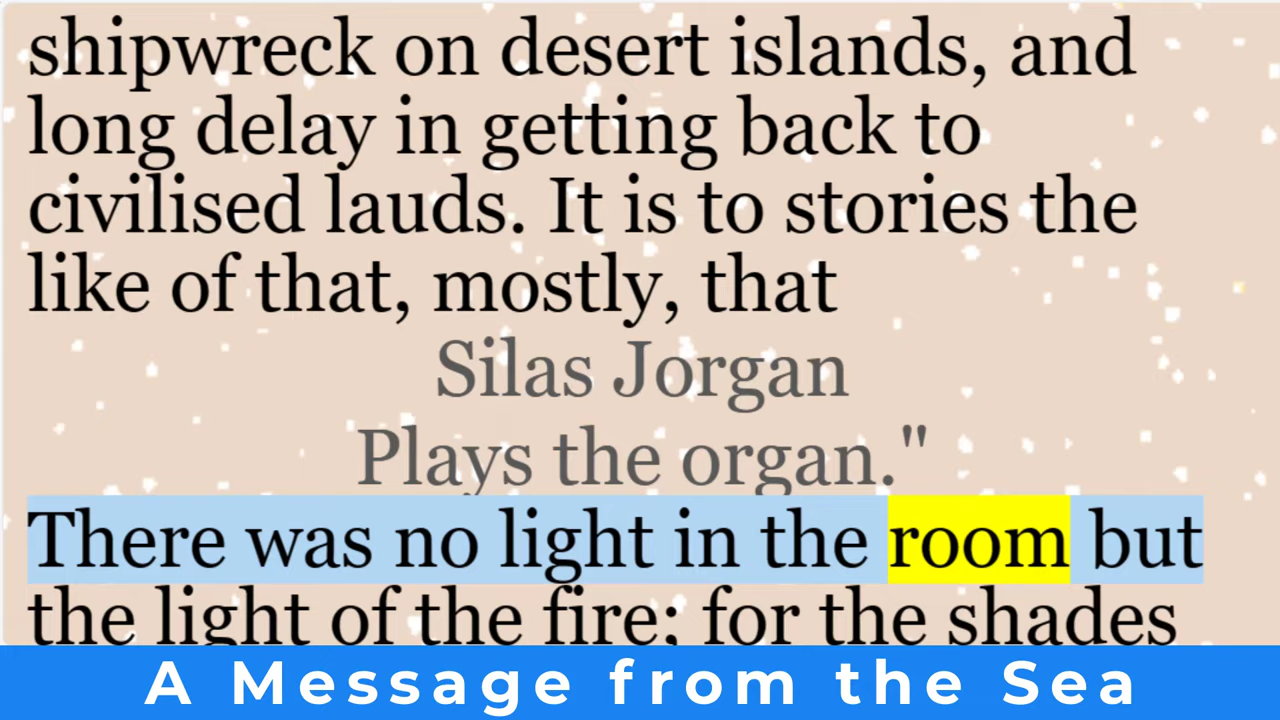 shipwreck on desert islands, and
long delay in getting back to
civilised lauds. It is to stories the
like of that, mostly, that
Silas Jorgan
Plays the organ."
There was no light in the room but
the light of the fire; for the shades
A Message from the Sea